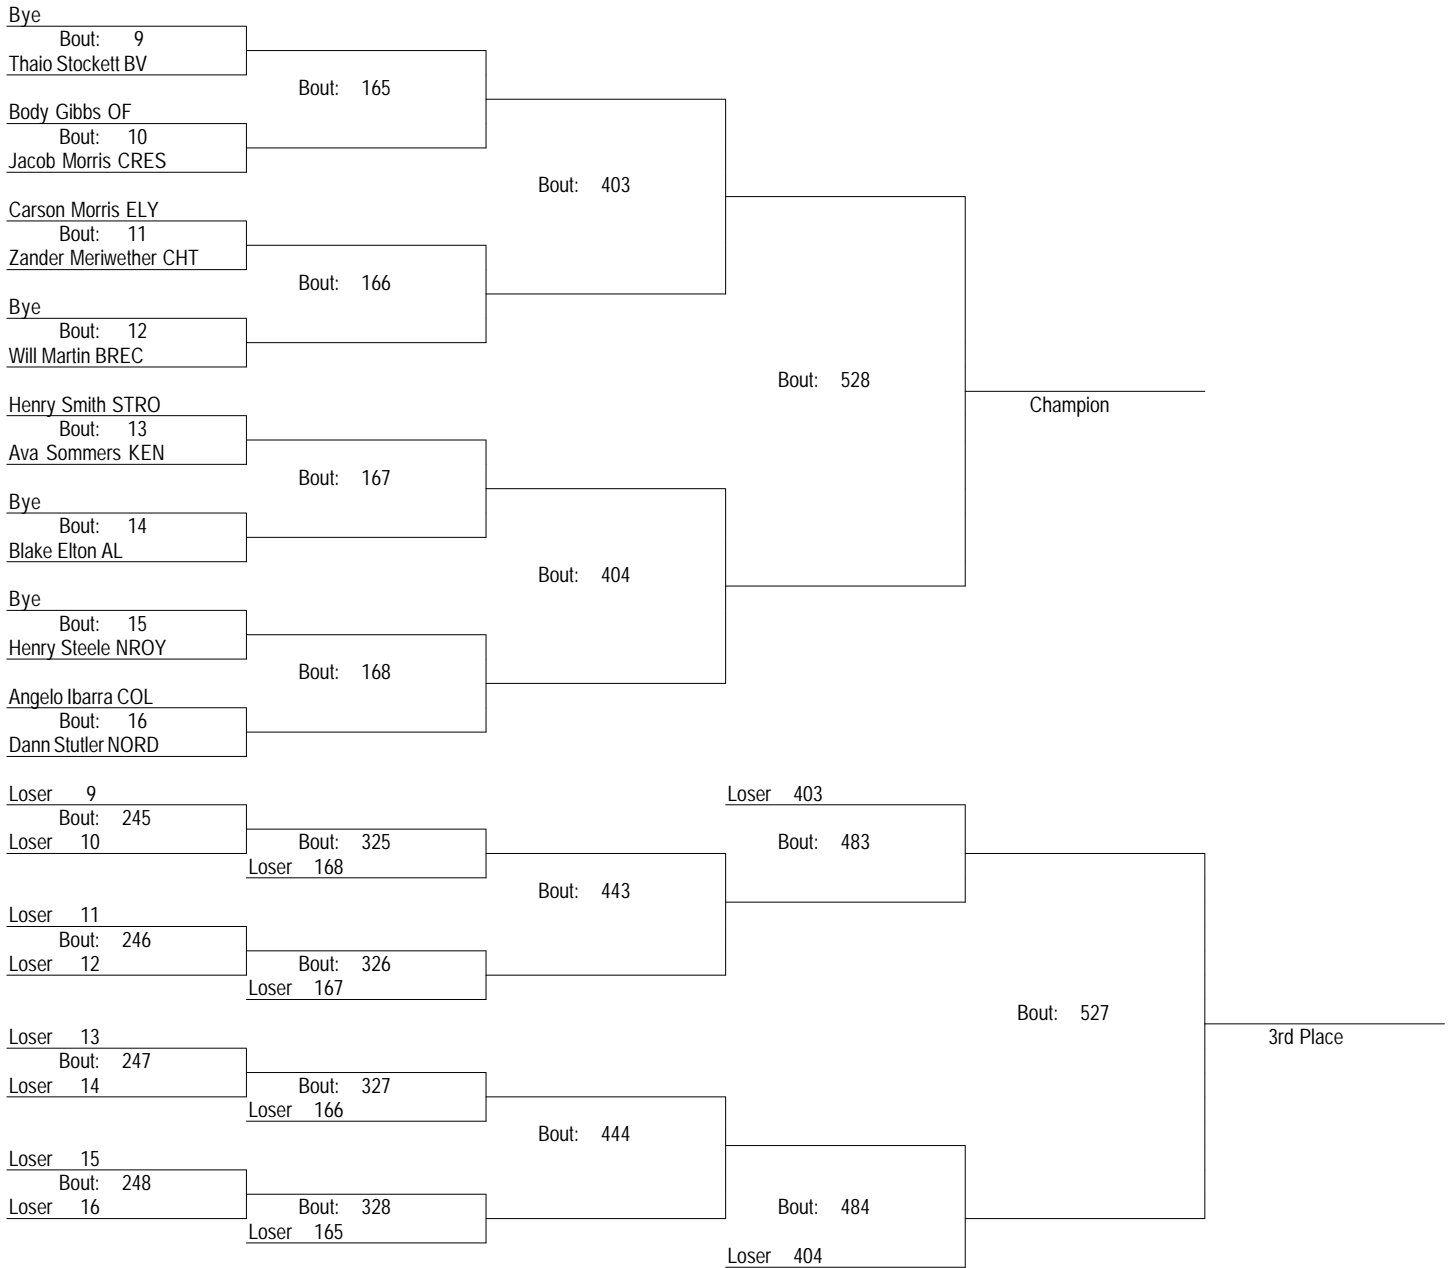 Bye
Bout: 9
Thaio Stockett BV
Bout: 165
Body Gibbs OF
Bout: 10
Jacob Morris CRES
Bout: 403
Carson Morris ELY
Bout: 11
Zander Meriwether CHT
Bout: 166
Bye
Bout: 12
Will Martin BREC
Bout: 528
Champion
Henry Smith STRO
Bout: 13
Ava Sommers KEN
Bout: 167
Bye
Bout: 14
Blake Elton AL
Bout: 404
Bye
Bout: 15
Henry Steele NROY
Bout: 168
Angelo Ibarra COL
Bout: 16
Dann Stutler NORD
Loser 9
Bout: 245
Loser 10
Bout: 325
Loser 168
Loser 403
Bout: 483
Bout: 443
Loser 11
Bout: 246
Loser 12
Bout: 326
Loser 167
Bout: 527
3rd Place
Loser 13
Bout: 247
Loser 14
Bout: 327
Loser 166
Bout: 444
Loser 15
Bout: 248
Loser 16
Bout: 328
Loser 165
Bout: 484
Loser 404